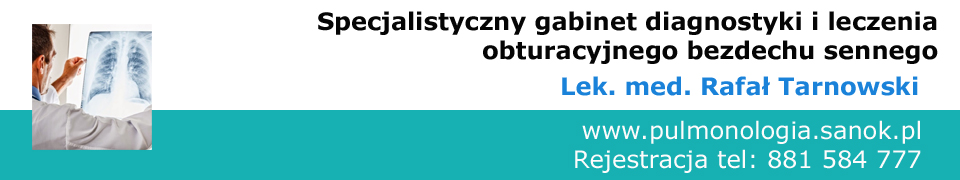 Specjalistyczny gabinet diagnostyki i leczenia
obturacyjnego bezdechu sennego
Lek. med. Rafał Tarnowski
www.pulmonologia.sanok.pl
Rejestracja tel: 881 584 777